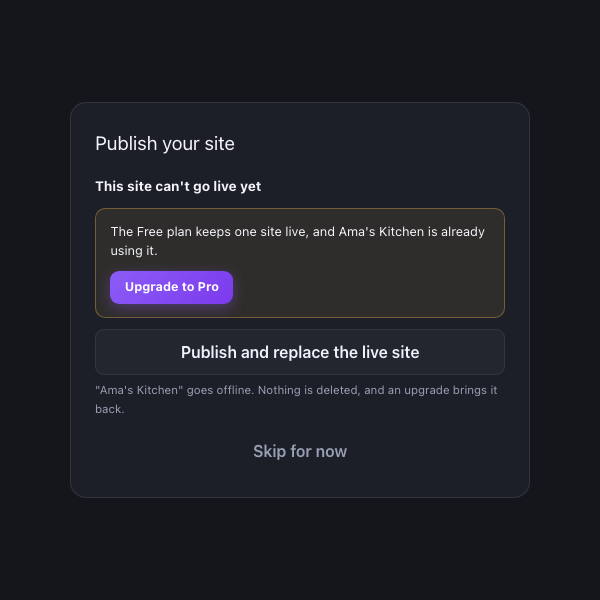 Publish your site
This site can't go live yet
The Free plan keeps one site live, and Ama's Kitchen is already
using it.
Upgrade to Pro
Publish and replace the live site
"Ama's Kitchen" goes offline. Nothing is deleted, and an upgrade brings it
back.
Skip for now